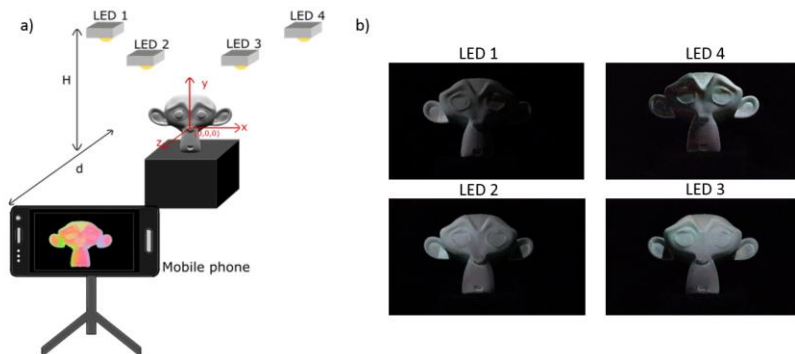 a)
LED 1
LED 2
LED 3
LED 4
H
y
x
z
(0,0,0)
d
Mobile phone
b)
LED 1
LED 4
LED 2
LED 3